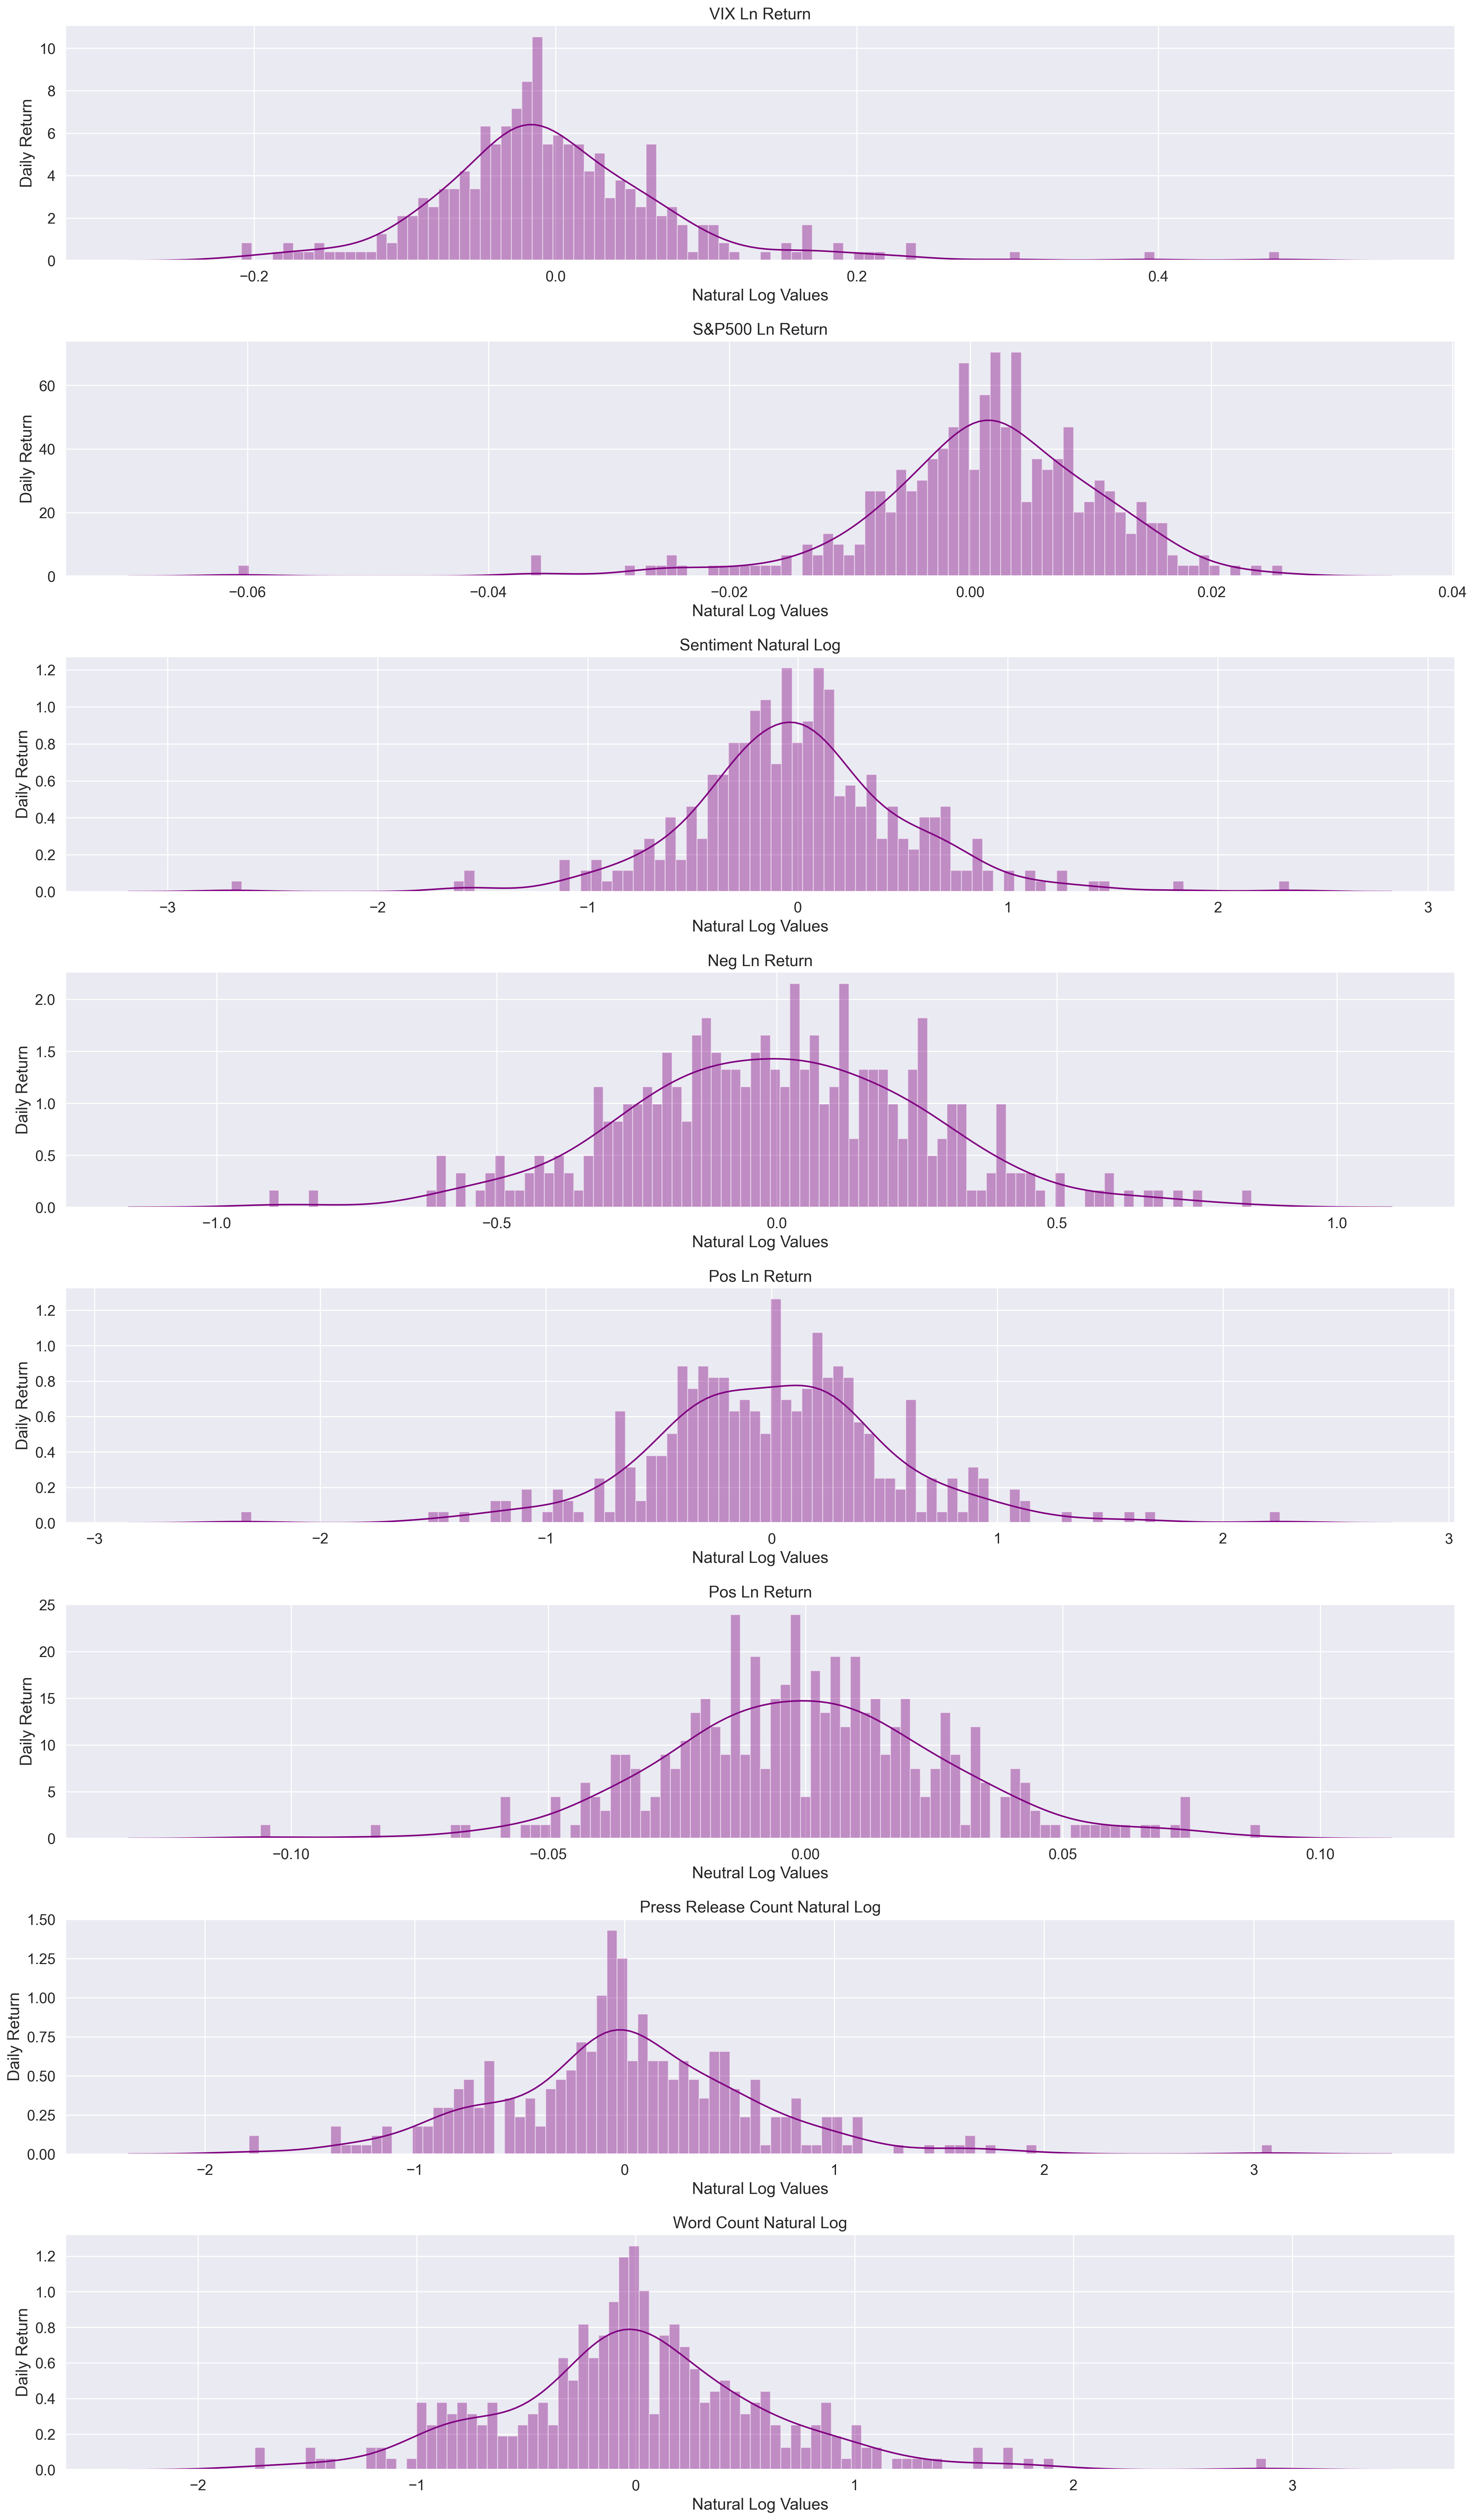 VIX Ln Return
Daily Return
10
8
6
4
2
0
−0.2 0.0 0.2 0.4
Natural Log Values
S&P500 Ln Return
Daily Return
60
40
20
0
−0.06 −0.04 −0.02 0.00 0.02 0.04
Natural Log Values
Sentiment Natural Log
Daily Return
1.2
1.0
0.8
0.6
0.4
0.2
0.0
−3 −2 −1 0 1 2 3
Natural Log Values
Neg Ln Return
Daily Return
2.0
1.5
1.0
0.5
0.0
−1.0 −0.5 0.0 0.5 1.0
Natural Log Values
Pos Ln Return
Daily Return
1.2
1.0
0.8
0.6
0.4
0.2
0.0
−3 −2 −1 0 1 2 3
Natural Log Values
Pos Ln Return
Daily Return
25
20
15
10
5
0
−0.10 −0.05 0.00 0.05 0.10
Neutral Log Values
Press Release Count Natural Log
Daily Return
1.50
1.25
1.00
0.75
0.50
0.25
0.00
−2 −1 0 1 2 3
Natural Log Values
Word Count Natural Log
Daily Return
1.2
1.0
0.8
0.6
0.4
0.2
0.0
−2 −1 0 1 2 3
Natural Log Values